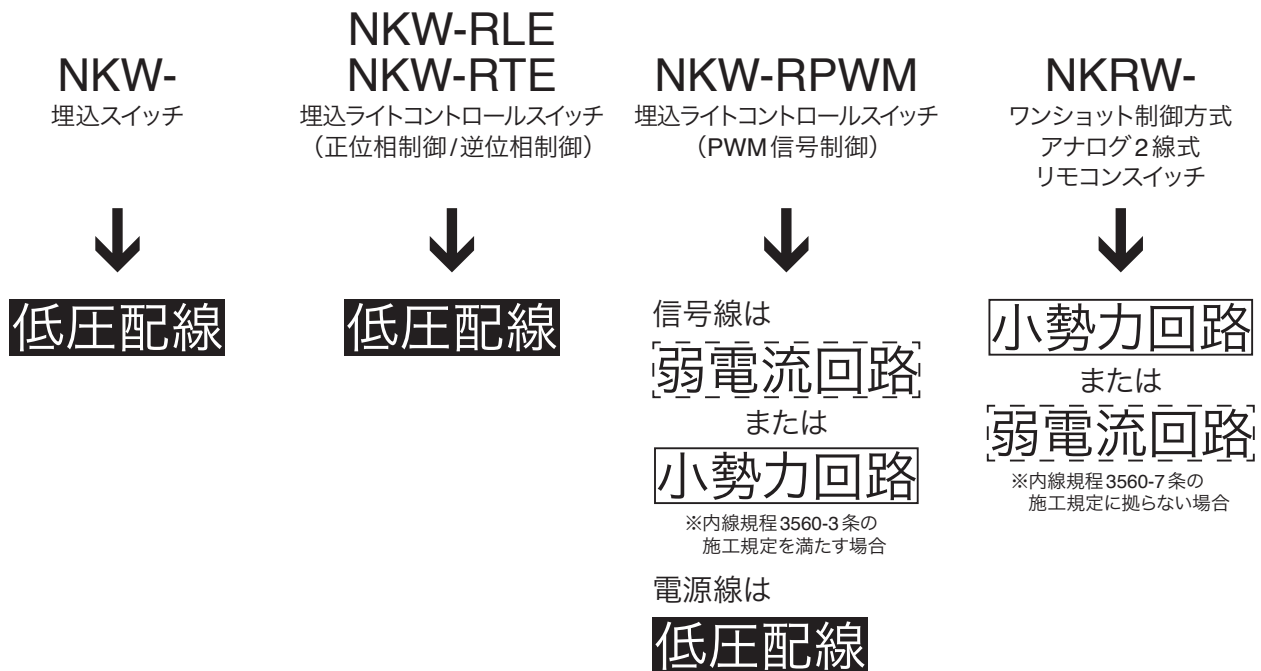 NKW-
埋込スイッチ
低圧配線
NKW-RLE
NKW-RTE
埋込ライトコントロールスイッチ
（正位相制御/逆位相制御）
低圧配線
NKW-RPWM
埋込ライトコントロールスイッチ
（PWM信号制御）
信号線は
弱電流回路
または
小勢力回路
※内線規程3560-3条の
施工規定を満たす場合
電源線は
低圧配線
NKRW-
ワンショット制御方式
アナログ2線式
リモコンスイッチ
小勢力回路
または
弱電流回路
※内線規程3560-7条の
施工規定に拠らない場合